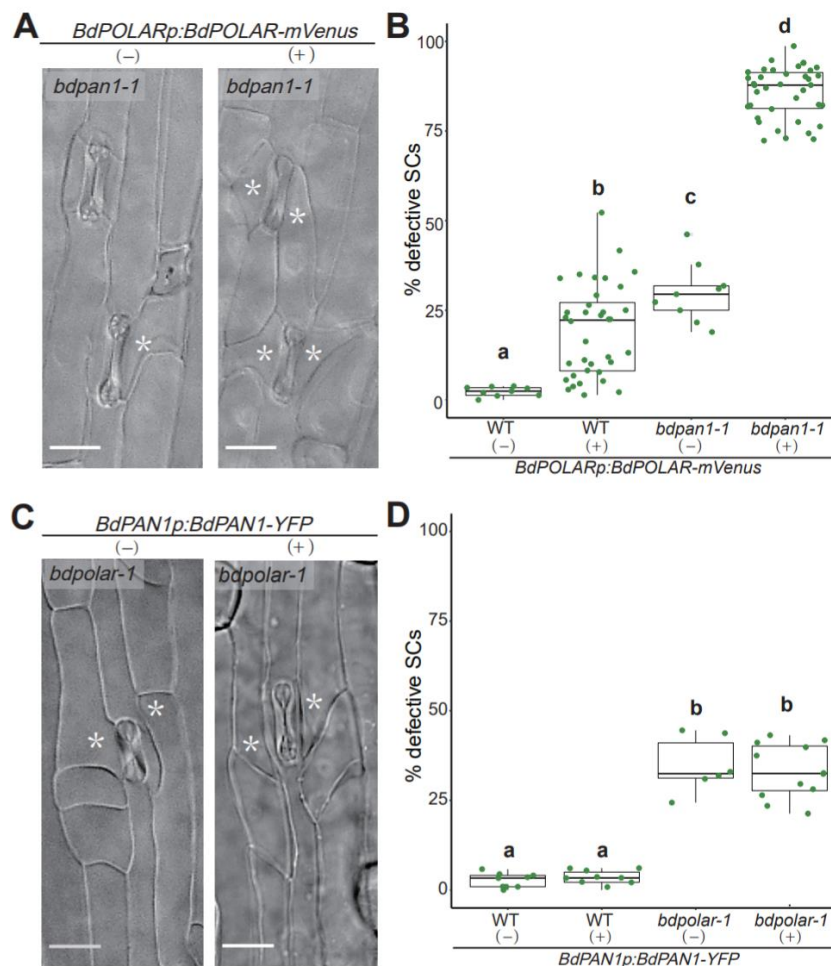 A
BdPOLARp:BdPOLAR-mVenus
(−) (+)
bdpan1-1 bdpan1-1
* * * * *
B
% defective SCs
100
75
50
25
0
a b c d
WT WT bdpan1-1 bdpan1-1
(−) (+) (−) (+)
BdPOLARp:BdPOLAR-mVenus
C
BdPAN1p:BdPAN1-YFP
(−) (+)
bdpolar-1 bdpolar-1
* * * *
D
% defective SCs
100
75
50
25
0
a a b b
WT WT bdpolar-1 bdpolar-1
(−) (+) (−) (+)
BdPAN1p:BdPAN1-YFP